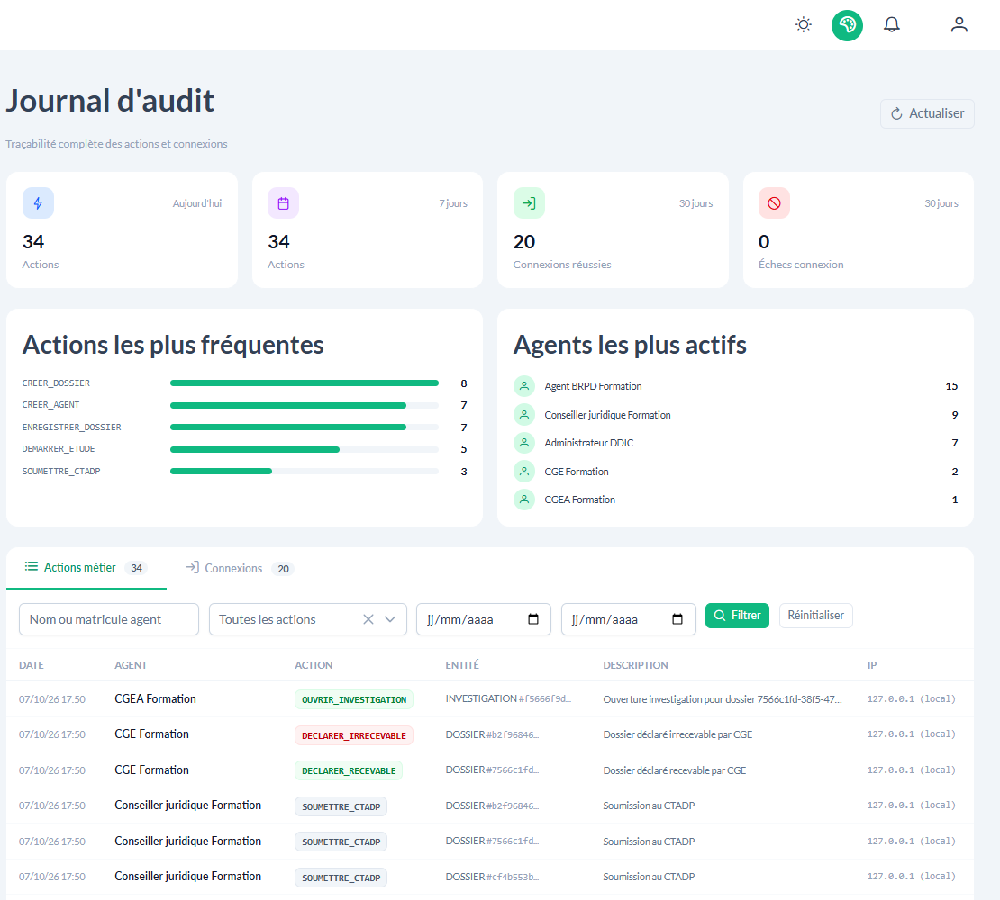 Journal d'audit
Actualiser
Traçabilité complète des actions et connexions
Aujourd'hui
34
Actions
7 jours
34
Actions
30 jours
20
Connexions réussies
30 jours
0
Échecs connexion
Actions les plus fréquentes
CREER_DOSSIER 8
CREER_AGENT 7
ENREGISTRER_DOSSIER 7
DEMARRER_ETUDE 5
SOUMETTRE_CTADP 3
Agents les plus actifs
Agent BRPD Formation 15
Conseiller juridique Formation 9
Administrateur DDIC 7
CGE Formation 2
CGEA Formation 1
Actions métier 34 Connexions 20
Nom ou matricule agent Toutes les actions jj/mm/aaaa jj/mm/aaaa Filtrer Réinitialiser
DATE AGENT ACTION ENTITÉ DESCRIPTION IP
07/10/26 17:50 CGEA Formation OUVRIR_INVESTIGATION INVESTIGATION #f5666f9d... Ouverture investigation pour dossier 7566c1fd-38f5-47... 127.0.0.1 (local)
07/10/26 17:50 CGE Formation DECLARER_IRRECEVABLE DOSSIER #b2f96846... Dossier déclaré irrecevable par CGE 127.0.0.1 (local)
07/10/26 17:50 CGE Formation DECLARER_RECEVABLE DOSSIER #7566c1fd... Dossier déclaré recevable par CGE 127.0.0.1 (local)
07/10/26 17:50 Conseiller juridique Formation SOUMETTRE_CTADP DOSSIER #b2f96846... Soumission au CTADP 127.0.0.1 (local)
07/10/26 17:50 Conseiller juridique Formation SOUMETTRE_CTADP DOSSIER #7566c1fd... Soumission au CTADP 127.0.0.1 (local)
07/10/26 17:50 Conseiller juridique Formation SOUMETTRE_CTADP DOSSIER #cf4b553b... Soumission au CTADP 127.0.0.1 (local)